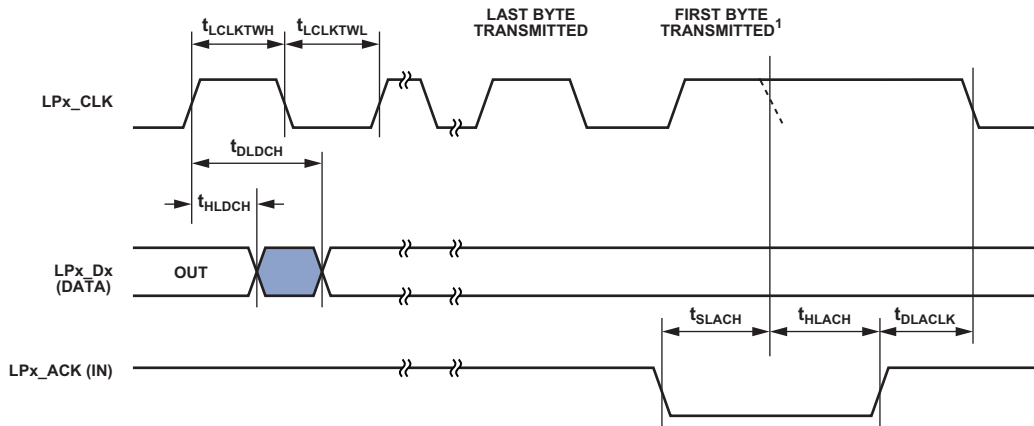 LAST BYTE
TRANSMITTED
FIRST BYTE
TRANSMITTED1
tLCLKTWH
tLCLKTWL
LPx_CLK
tDLDCH
tHLDCH
LPx_Dx
(DATA)
OUT
tSLACH
tHLACH
tDLACLK
LPx_ACK (IN)